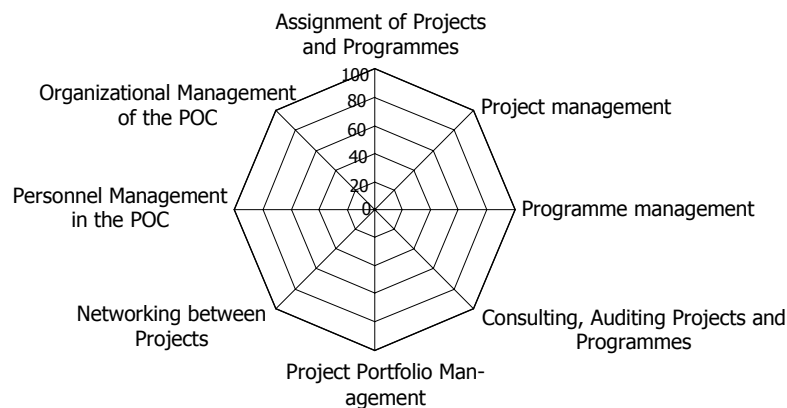 Assignment of Projects
and Programmes
100
80
60
40
20
0
Project management
Programme management
Consulting, Auditing Projects and
Programmes
Project Portfolio Man-
agement
Networking between
Projects
Personnel Management
in the POC
Organizational Management
of the POC